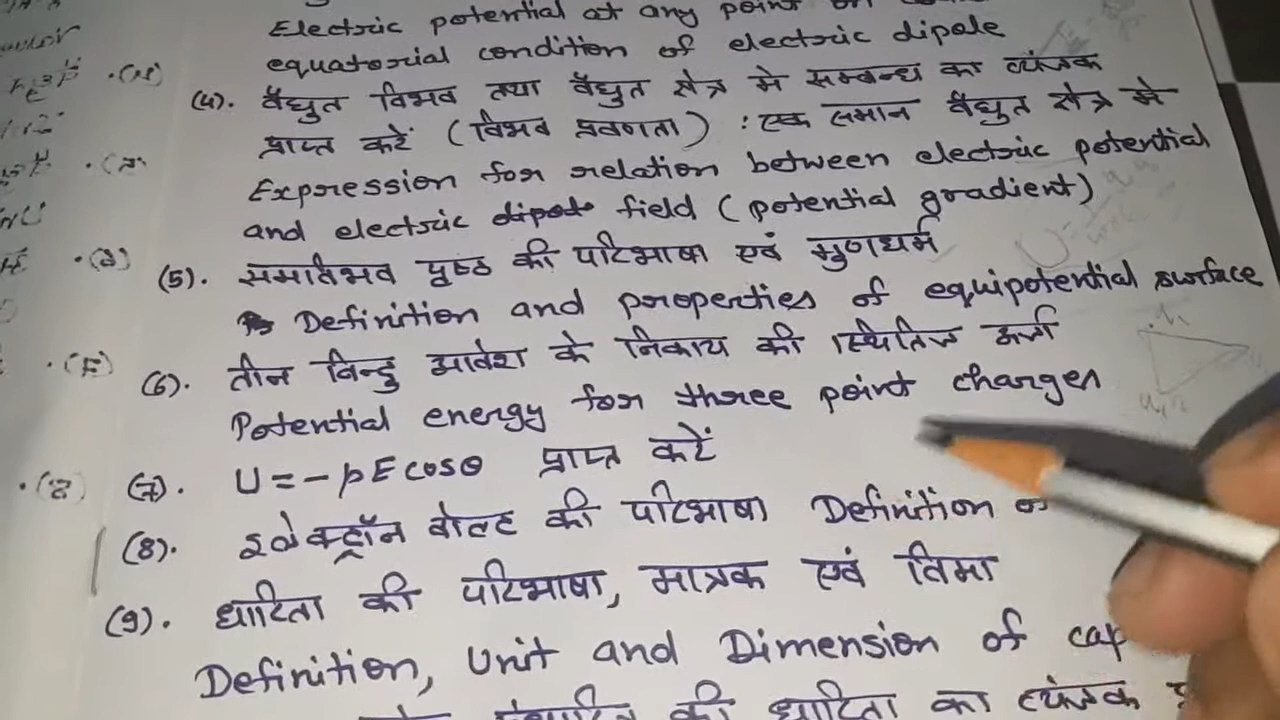 Electric potential at any point on
equatorial condition of electric dipole
(4). वैद्युत विभव तथा वैद्युत क्षेत्र में सम्बन्ध का व्यंजक
प्राप्त करें (विभव प्रवणता) : एक समान वैद्युत क्षेत्र में
Expression for relation between electric potential
and electric field (potential gradient)
(5). समविभव पृष्ठ की परिभाषा एवं गुणधर्म
Definition and properties of equipotential surface
(6). तीन बिन्दु आवेश के निकाय की स्थितिज ऊर्जा
Potential energy for three point charges
(7). U = - pE cosθ प्राप्त करें
(8). इलेक्ट्रॉन वोल्ट की परिभाषा Definition
(9). धारिता की परिभाषा, मात्रक एवं विमा
Definition, Unit and Dimension of cap
की धारिता का व्यंजक